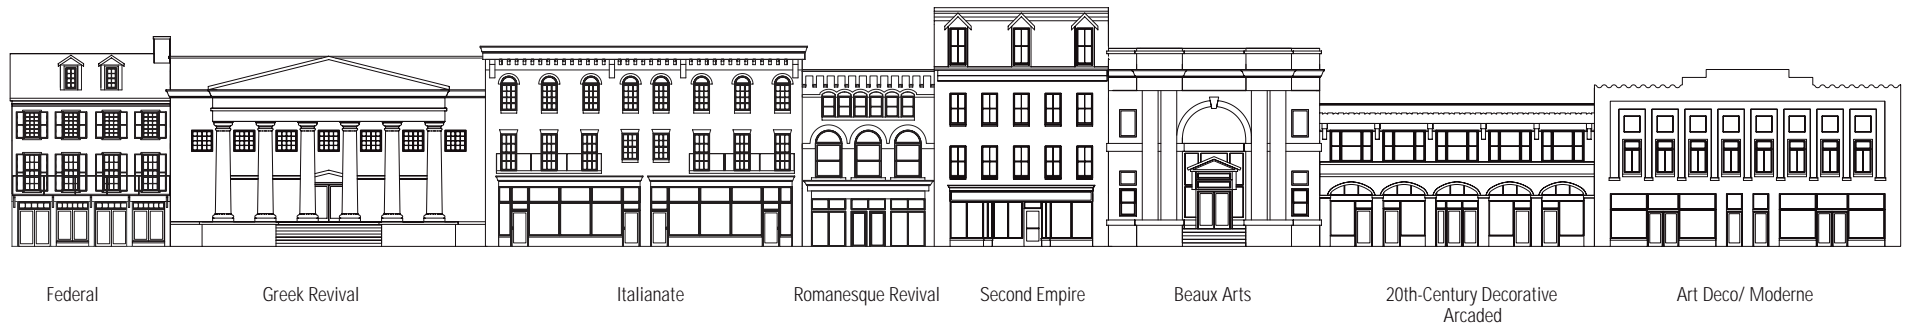 Federal
Greek Revival
Italianate
Romanesque Revival
Second Empire
Beaux Arts
20th-Century Decorative
Arcaded
Art Deco/ Moderne